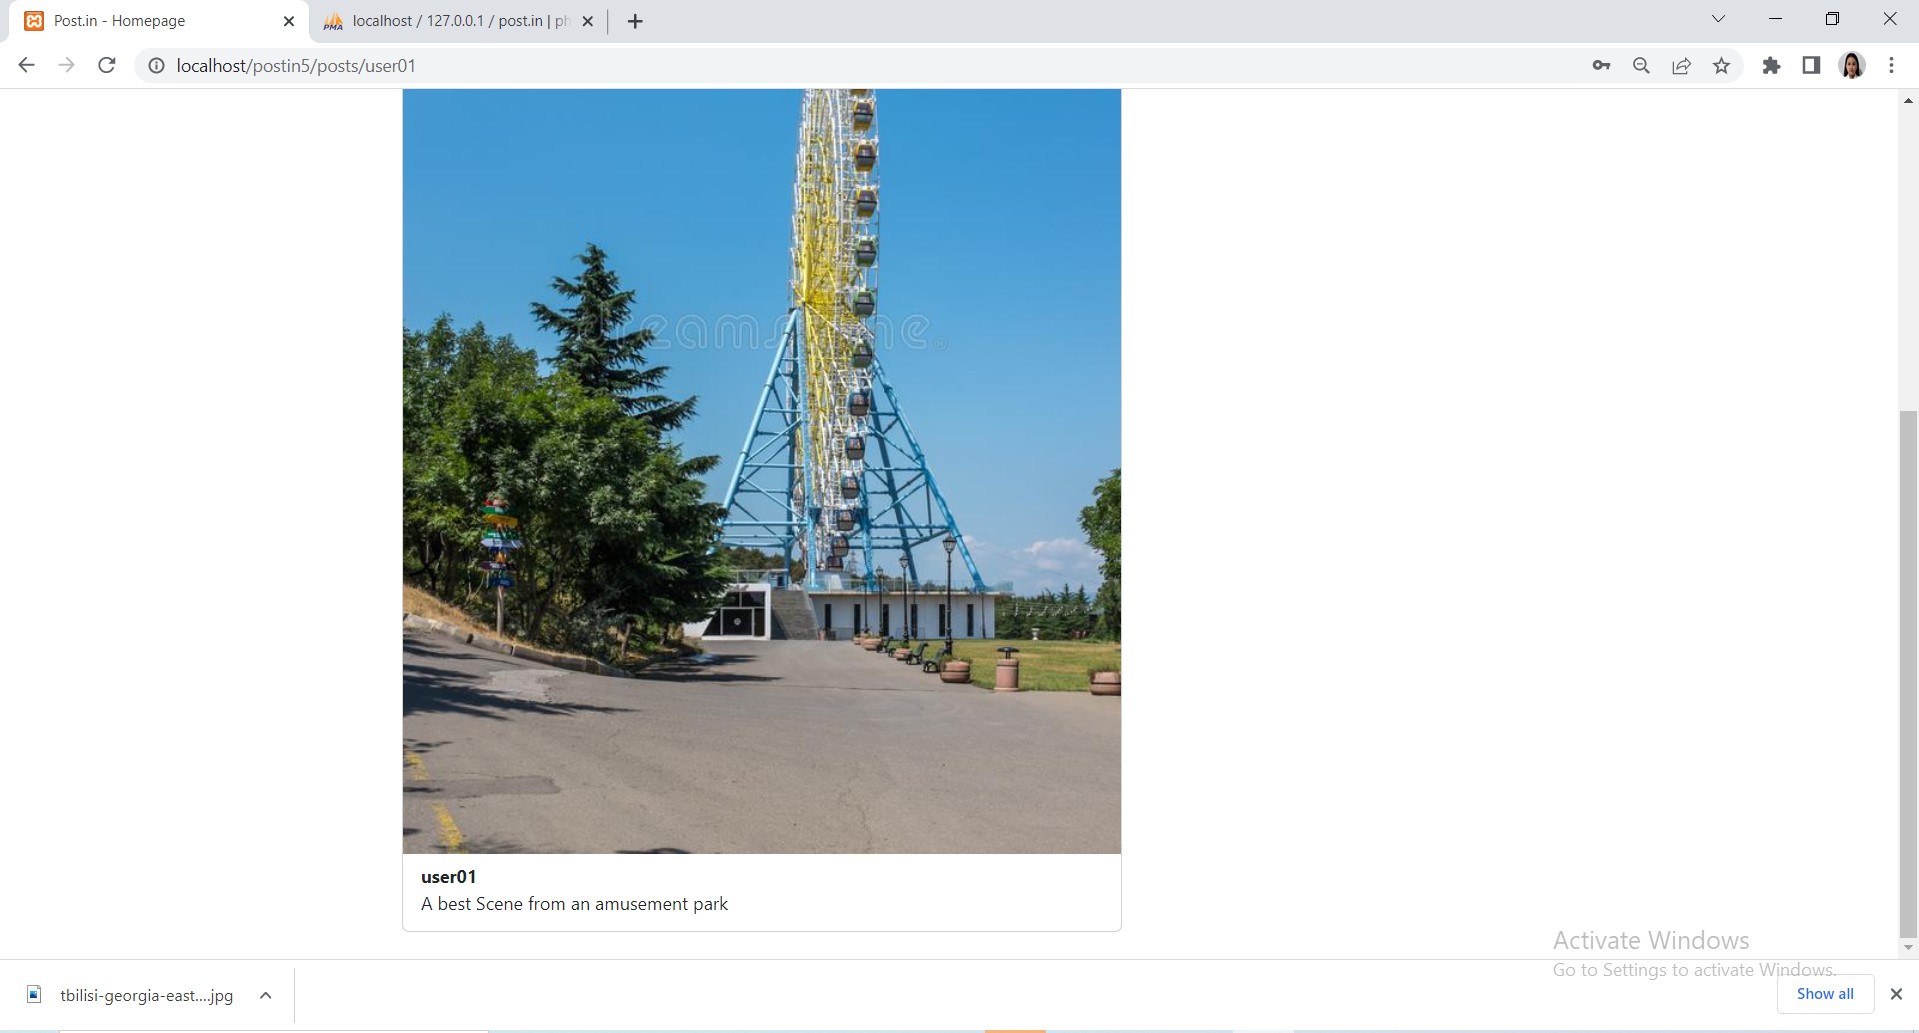 Post.in - Homepage
localhost / 127.0.0.1 / post.in | ph
PMA
localhost/postin5/posts/user01
user01
A best Scene from an amusement park
Activate Windows
Go to Settings to activate Windows.
tbilisi-georgia-east....jpg
Show all